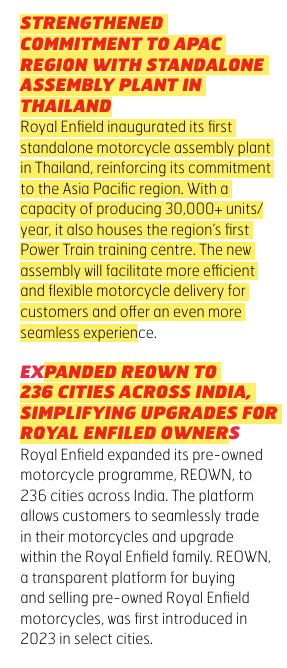 STRENGTHENED
COMMITMENT TO APAC
REGION WITH STANDALONE
ASSEMBLY PLANT IN
THAILAND
Royal Enfield inaugurated its first
standalone motorcycle assembly plant
in Thailand, reinforcing its commitment
to the Asia Pacific region. With a
capacity of producing 30,000+ units/
year, it also houses the region's first
Power Train training centre. The new
assembly will facilitate more efficient
and flexible motorcycle delivery for
customers and offer an even more
seamless experience.
EXPANDED REOWN TO
236 CITIES ACROSS INDIA,
SIMPLIFYING UPGRADES FOR
ROYAL ENFILED OWNERS
Royal Enfield expanded its pre-owned
motorcycle programme, REOWN, to
236 cities across India. The platform
allows customers to seamlessly trade
in their motorcycles and upgrade
within the Royal Enfield family. REOWN,
a transparent platform for buying
and selling pre-owned Royal Enfield
motorcycles, was first introduced in
2023 in select cities.